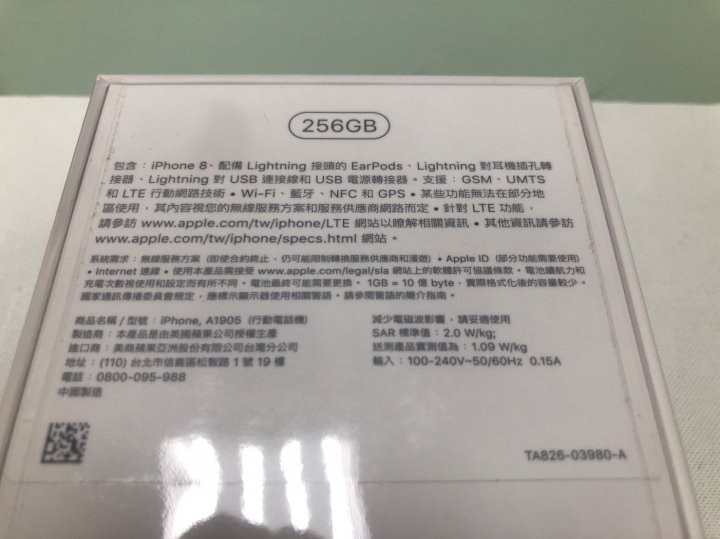 256GB
包含：iPhone 8、配備 Lightning 接頭的 EarPods、Lightning 對耳機插孔轉
接器、Lightning 對 USB 連接線和 USB 電源轉接器。支援：GSM、UMTS
和 LTE 行動網路技術 • Wi-Fi、藍牙、NFC 和 GPS • 某些功能無法在部分地
區使用，其內容視您的無線服務方案和服務供應商網路而定 • 針對 LTE 功能，
請參訪 www.apple.com/tw/iphone/LTE 網站以瞭解相關資訊 • 其他資訊請參訪
www.apple.com/tw/iphone/specs.html 網站。
系統需求：無線服務方案 (即使合約終止，仍可能限制轉換服務供應商及漫遊) • Apple ID (部分功能需要使用)
• Internet 連線 • 使用本產品需接受 www.apple.com/legal/sla 網站上的軟體許可協議條款。電池續航力和
充電次數視使用和設定而有所不同。電池最終可能需要更換。 1GB = 10 億 byte，實際格式化後的容量較少。
國家通訊傳播委員會規定，應標示顯示器使用相關警語。請參閱警語的簡介指南。
商品名稱 / 型號：iPhone, A1905 (行動電話機)
製造商：本產品是由美國蘋果公司授權生產
進口商：美商蘋果亞洲股份有限公司台灣分公司
地址：(110) 台北市信義區松智路 1 號 19 樓
電話：0800-095-988
中國製造
減少電磁波影響，請妥適使用
SAR 標準值：2.0 W/kg;
送測產品實測值為：1.09 W/kg
輸入：100-240V~50/60Hz 0.15A
TA826-03980-A